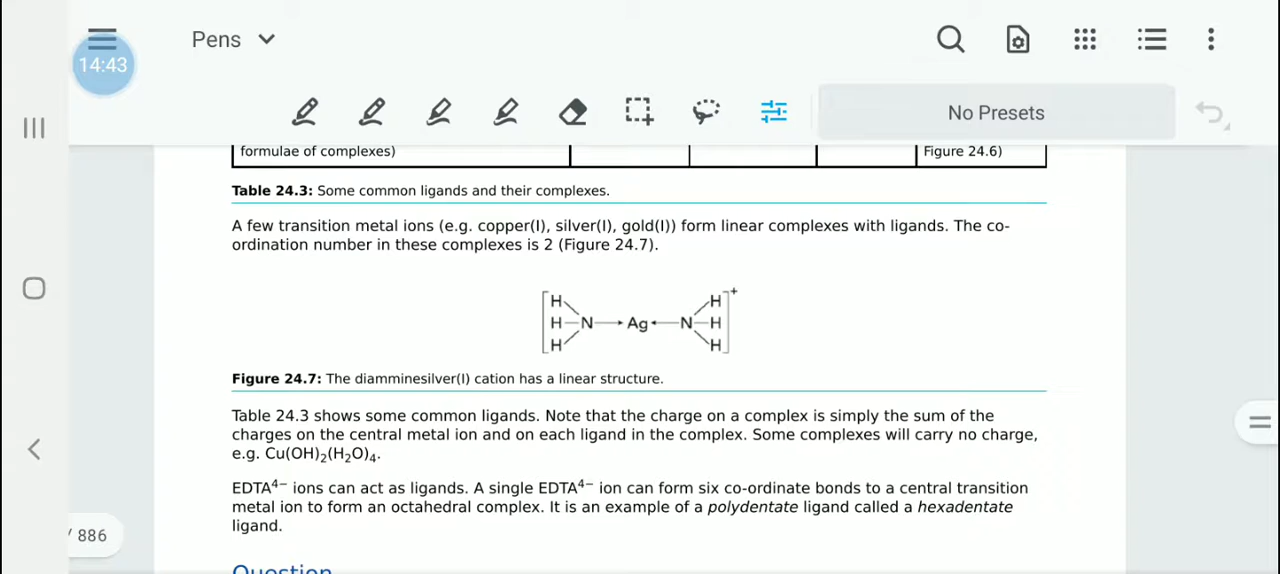 Pens
14:43
No Presets
formulae of complexes)
Figure 24.6)
Table 24.3: Some common ligands and their complexes.
A few transition metal ions (e.g. copper(I), silver(I), gold(I)) form linear complexes with ligands. The co-
ordination number in these complexes is 2 (Figure 24.7).
H H +
H N Ag N H
H H
Figure 24.7: The diamminesilver(I) cation has a linear structure.
Table 24.3 shows some common ligands. Note that the charge on a complex is simply the sum of the
charges on the central metal ion and on each ligand in the complex. Some complexes will carry no charge,
e.g. Cu(OH)₂(H₂O)₄.
EDTA⁴⁻ ions can act as ligands. A single EDTA⁴⁻ ion can form six co-ordinate bonds to a central transition
metal ion to form an octahedral complex. It is an example of a polydentate ligand called a hexadentate
ligand.
/ 886
Question